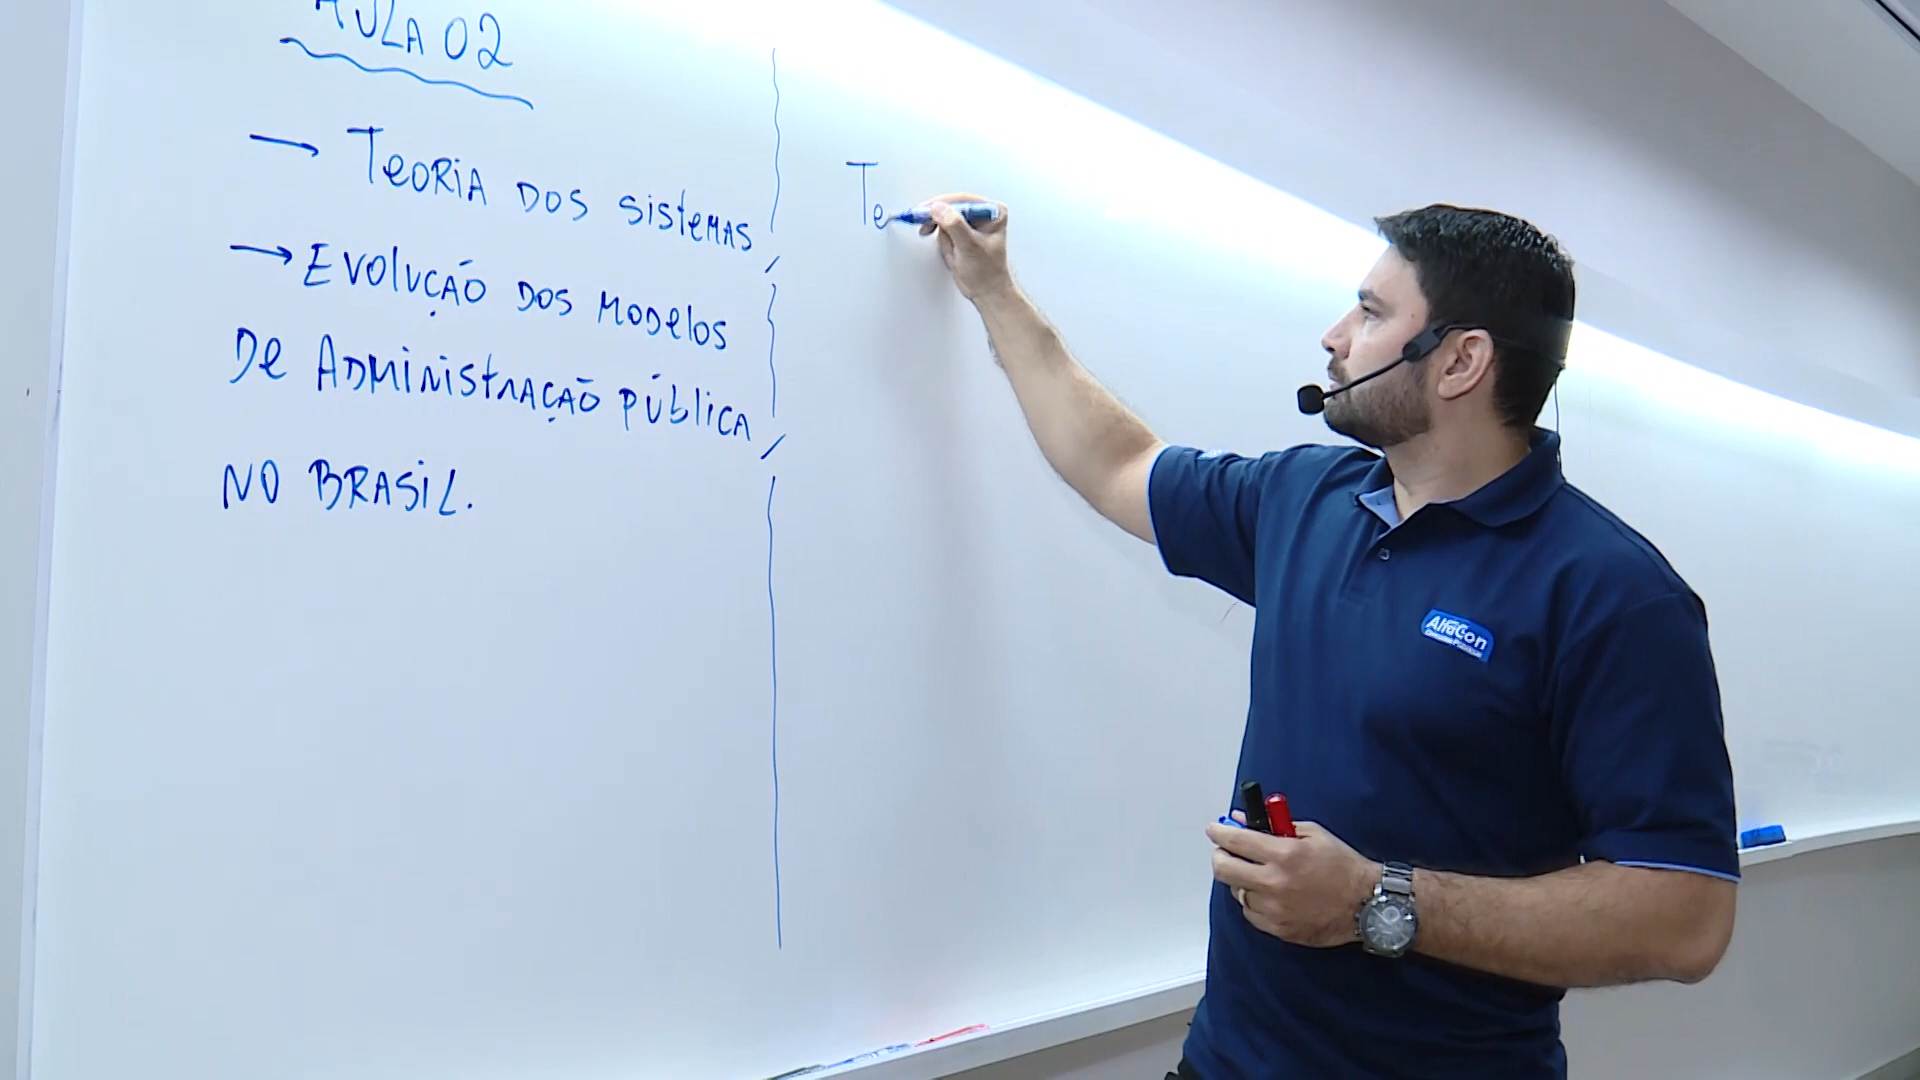 AULA 02
→ Teoria dos sistemas
→ Evolução dos modelos
de Administração pública
no Brasil.
Te
AlfaCon